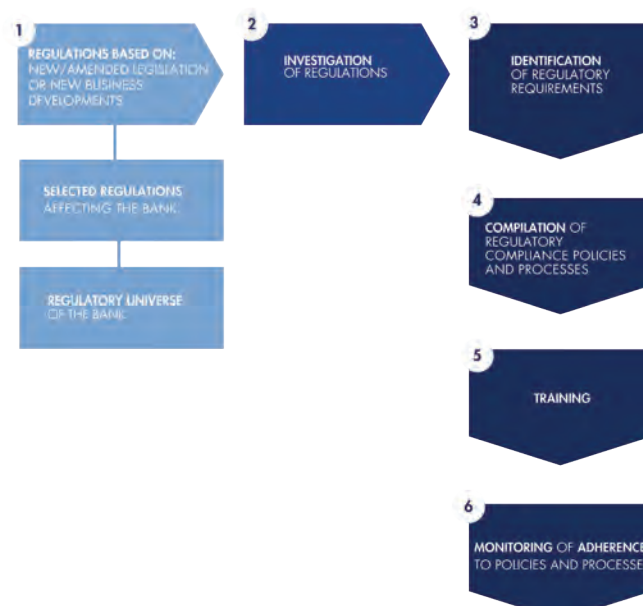 1
REGULATIONS BASED ON:
NEW/AMENDED LEGISLATION
OR NEW BUSINESS
DEVELOPMENTS
SELECTED REGULATIONS
AFFECTING THE BANK
REGULATORY UNIVERSE
OF THE BANK
2
INVESTIGATION
OF REGULATIONS
3
IDENTIFICATION
OF REGULATORY
REQUIREMENTS
4
COMPILATION OF
REGULATORY
COMPLIANCE POLICIES
AND PROCESSES
5
TRAINING
6
MONITORING OF ADHERENCE
TO POLICIES AND PROCESSE